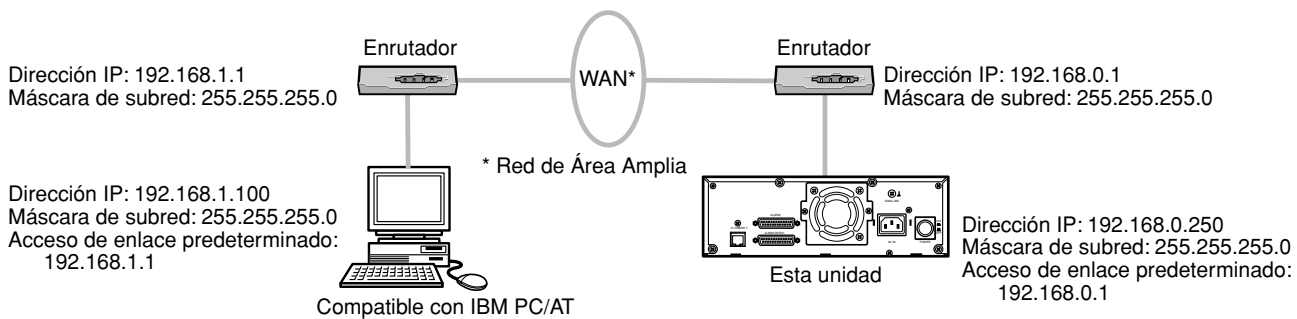 Enrutador
Dirección IP: 192.168.1.1
Máscara de subred: 255.255.255.0
WAN*
Enrutador
Dirección IP: 192.168.0.1
Máscara de subred: 255.255.255.0
* Red de Área Amplia
Dirección IP: 192.168.1.100
Máscara de subred: 255.255.255.0
Acceso de enlace predeterminado:
192.168.1.1
Compatible con IBM PC/AT
Esta unidad
Dirección IP: 192.168.0.250
Máscara de subred: 255.255.255.0
Acceso de enlace predeterminado:
192.168.0.1